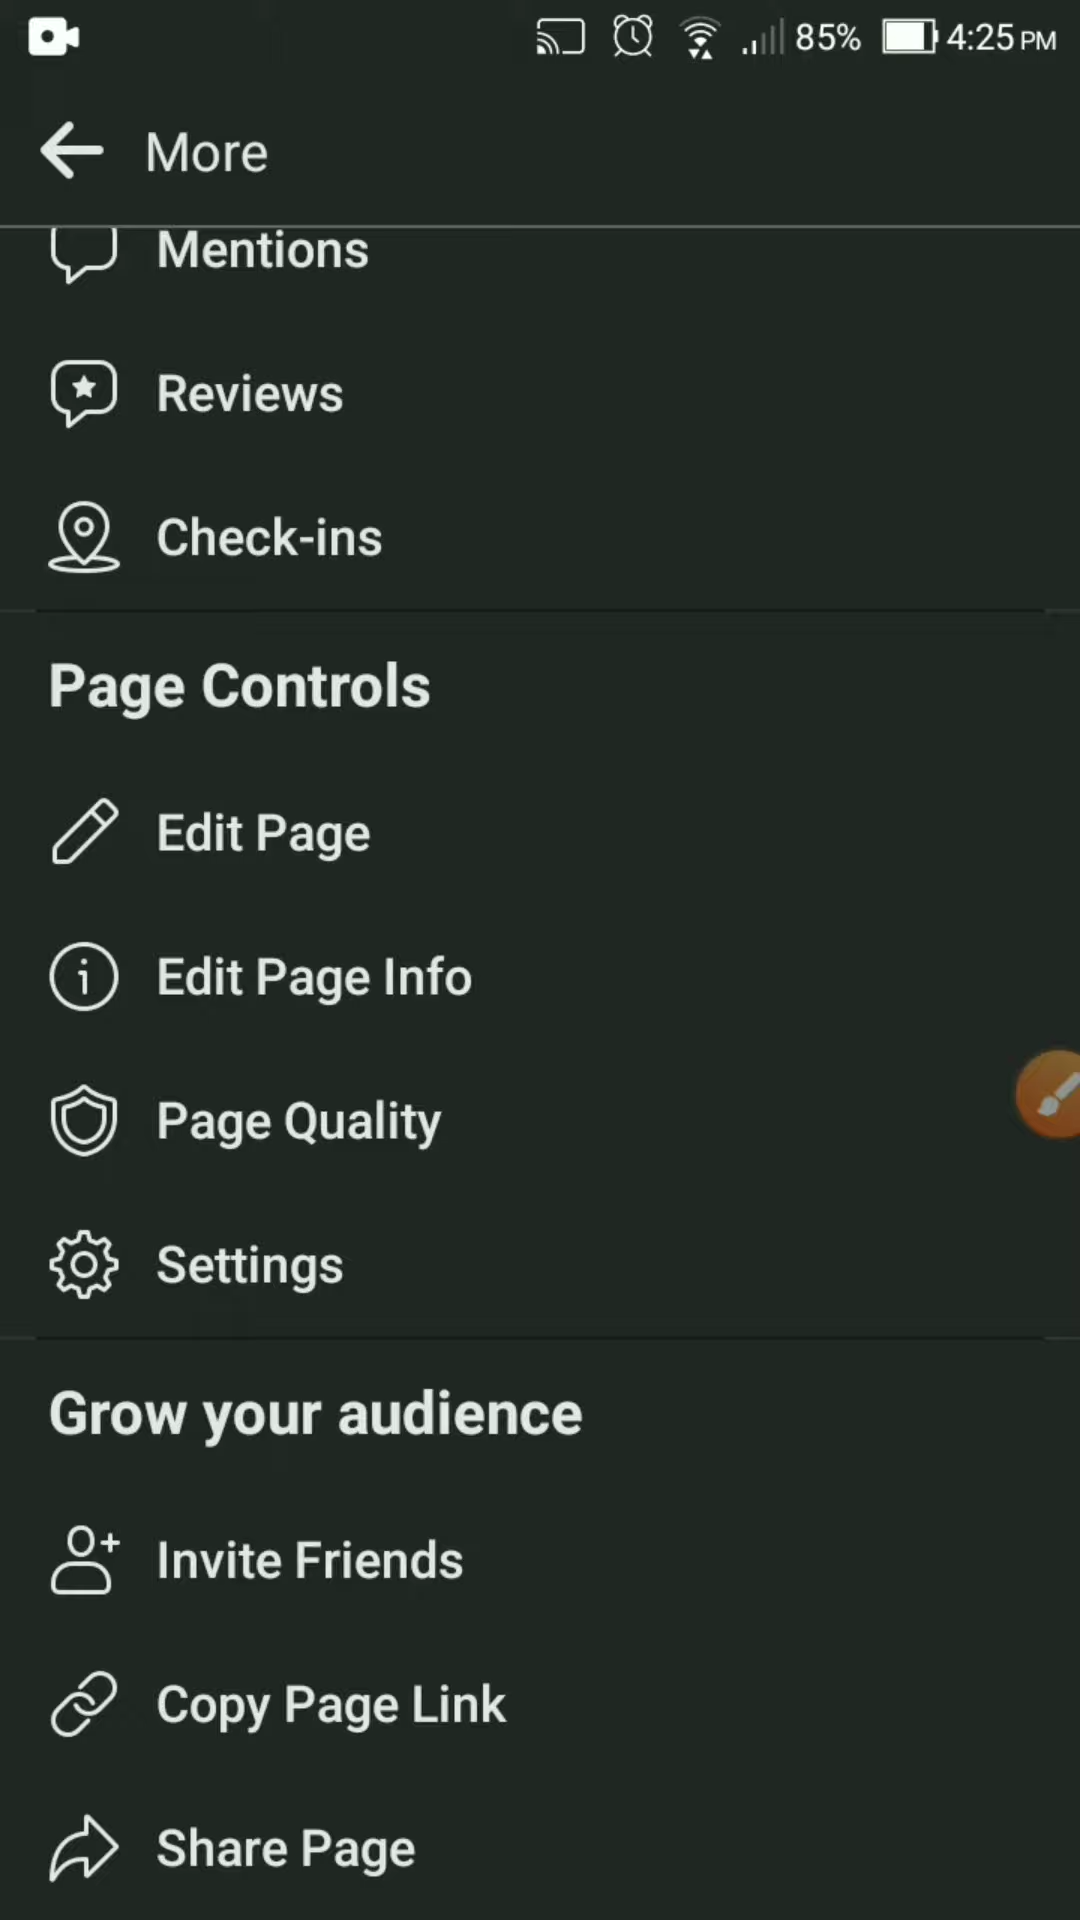 85% 4:25 PM
More
Mentions
Reviews
Check-ins
Page Controls
Edit Page
Edit Page Info
Page Quality
Settings
Grow your audience
Invite Friends
Copy Page Link
Share Page